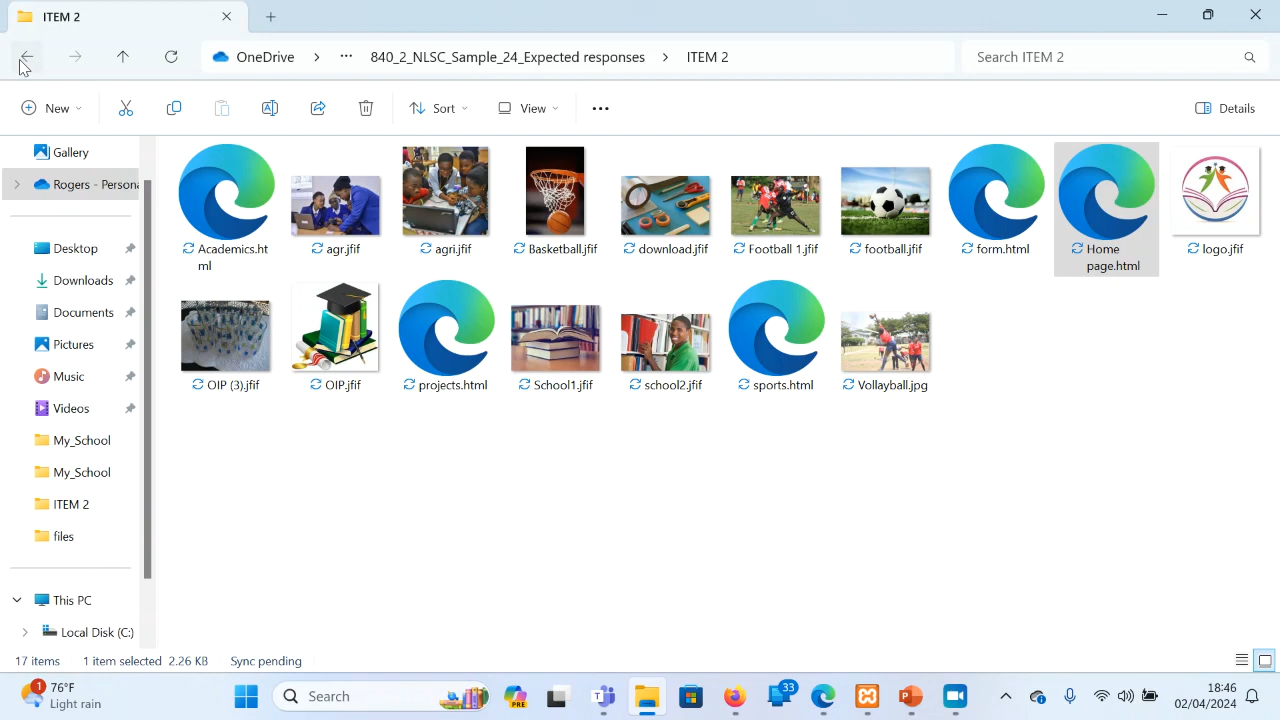 ITEM 2
OneDrive > ... 840_2_NLSC_Sample_24_Expected responses > ITEM 2
Search ITEM 2
New
Sort
View
Details
Gallery
Rogers - Persona
Desktop
Downloads
Documents
Pictures
Music
Videos
My_School
My_School
ITEM 2
files
This PC
Local Disk (C:)
Academics.ht
ml
agr.jfif
agri.jfif
Basketball.jfif
download.jfif
Football 1.jfif
football.jfif
form.html
Home
page.html
logo.jfif
OIP (3).jfif
OIP.jfif
projects.html
School1.jfif
school2.jfif
sports.html
Vollayball.jpg
17 items 1 item selected 2.26 KB Sync pending
1
76°F
Light rain
Search
PRE
33
18:46
02/04/2024